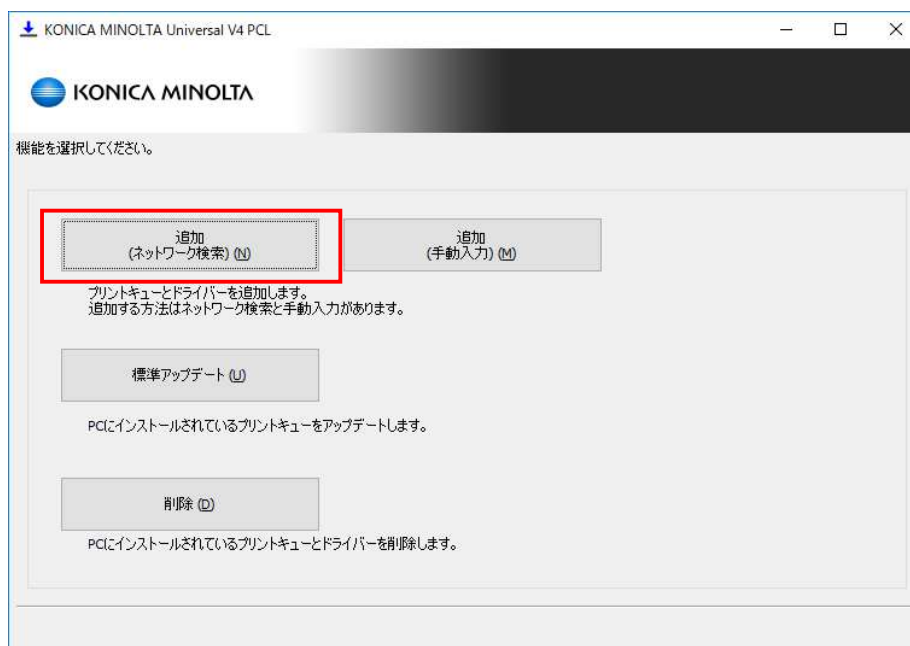 KONICA MINOLTA Universal V4 PCL
KONICA MINOLTA
機能を選択してください。
追加
(ネットワーク検索) (N)
追加
(手動入力) (M)
プリントキューとドライバーを追加します。
追加する方法はネットワーク検索と手動入力があります。
標準アップデート (U)
PCにインストールされているプリントキューをアップデートします。
削除 (D)
PCにインストールされているプリントキューとドライバーを削除します。